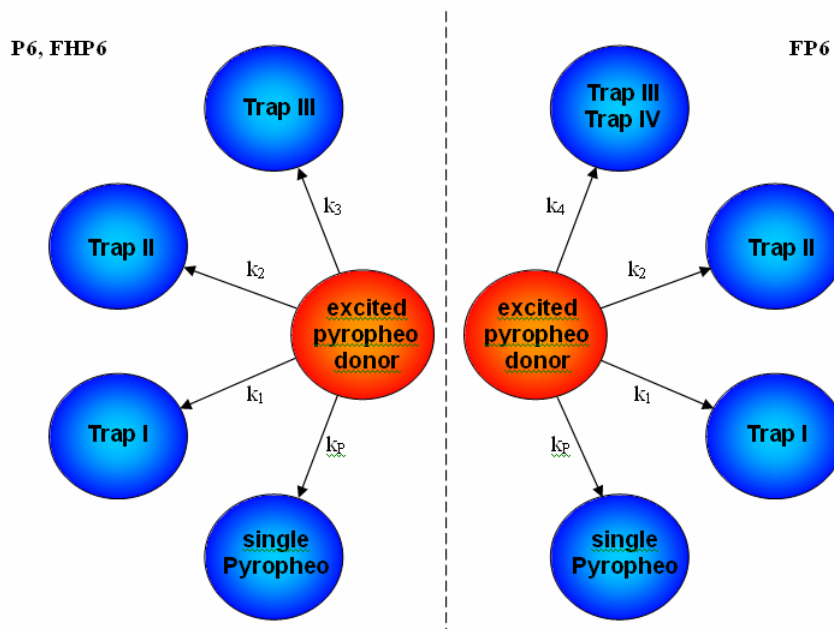 P6, FHP6
Trap III
k3
Trap II
k2
excited
pyropheo
donor
Trap I
k1
kP
single
Pyropheo
FP6
Trap III
Trap IV
k4
Trap II
k2
excited
pyropheo
donor
Trap I
k1
kP
single
Pyropheo